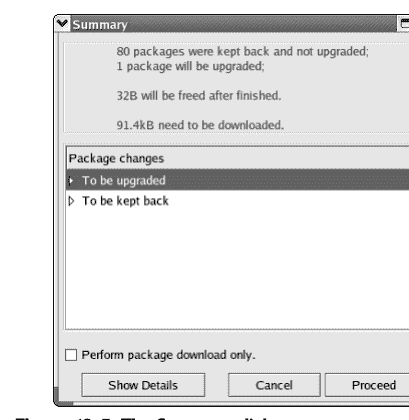 Summary
80 packages were kept back and not upgraded;
1 package will be upgraded;
32B will be freed after finished.
91.4kB need to be downloaded.
Package changes
To be upgraded
To be kept back
Perform package download only.
Show Details Cancel Proceed